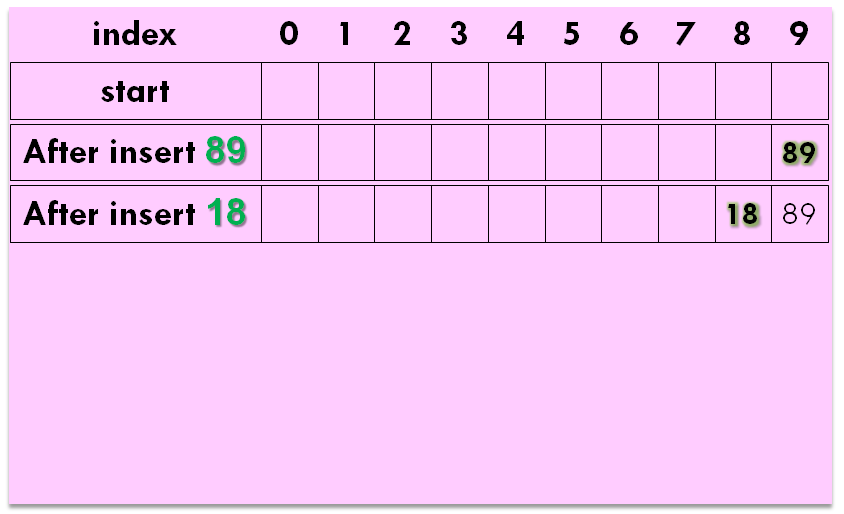 index 0 1 2 3 4 5 6 7 8 9
start
After insert 89 89
After insert 18 18 89